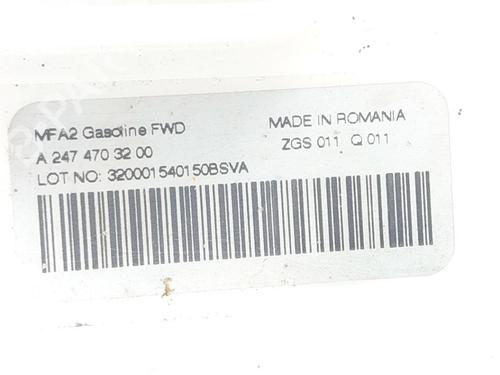 MFA2 Gasoline FWD
MADE IN ROMANIA
A 247 470 32 00
ZGS 011 Q 011
LOT NO: 320001540150BSVA